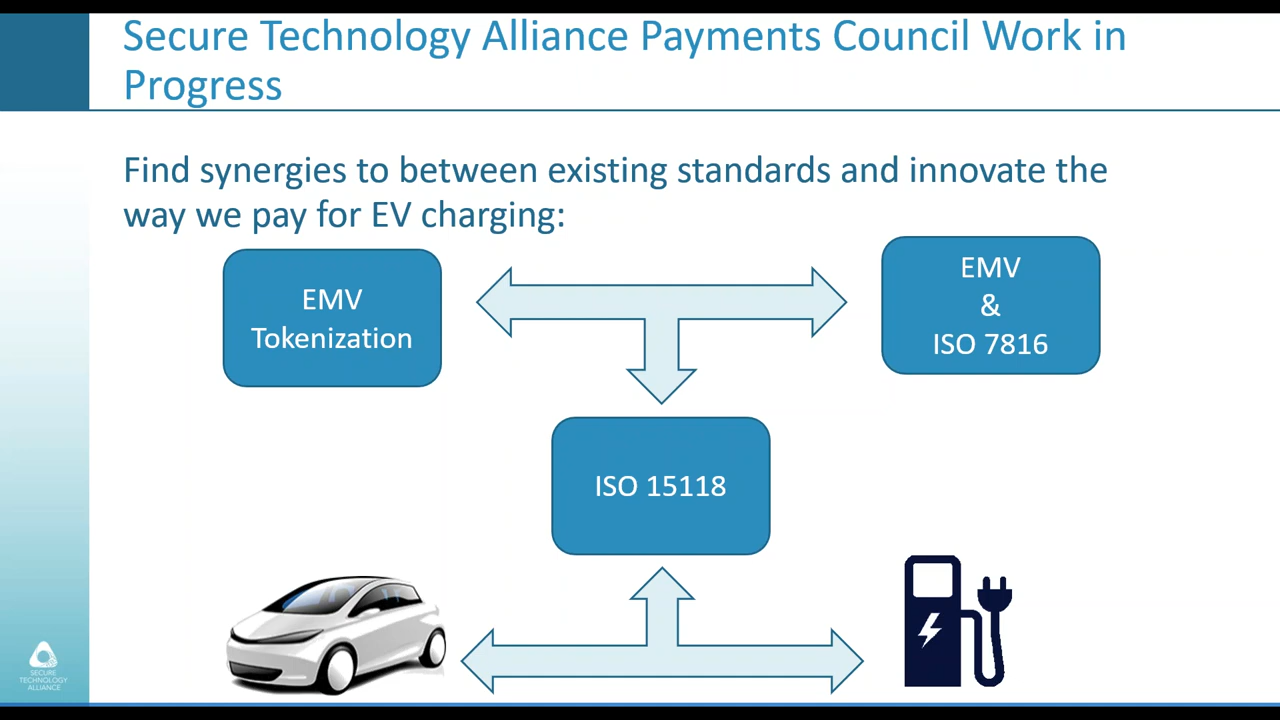 Secure Technology Alliance Payments Council Work in
Progress
Find synergies to between existing standards and innovate the
way we pay for EV charging:
EMV
Tokenization
EMV
&
ISO 7816
ISO 15118
SECURE
TECHNOLOGY
ALLIANCE